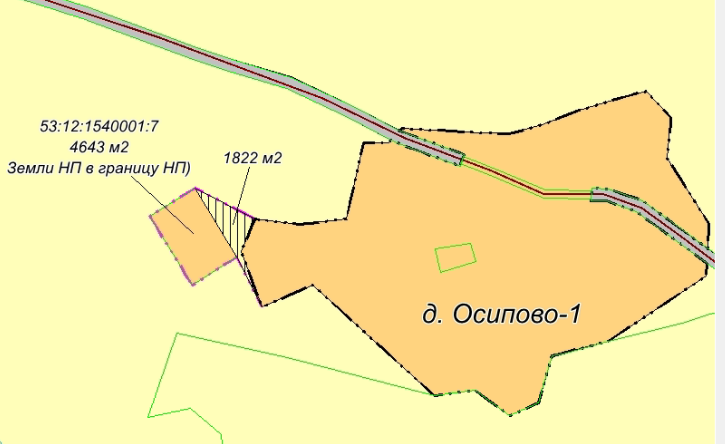 53:12:1540001:7
4643 м2
Земли НП в границу НП)
1822 м2
д. Осипово-1